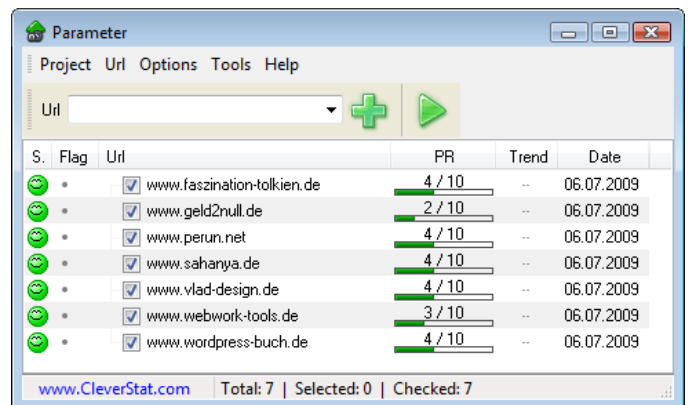 Parameter
Project Url Options Tools Help
Url
S. Flag Url PR Trend Date
www.faszination-tolkien.de 4 / 10 -- 06.07.2009
www.geld2null.de 2 / 10 -- 06.07.2009
www.perun.net 4 / 10 -- 06.07.2009
www.sahanya.de 4 / 10 -- 06.07.2009
www.vlad-design.de 4 / 10 -- 06.07.2009
www.webwork-tools.de 3 / 10 -- 06.07.2009
www.wordpress-buch.de 4 / 10 -- 06.07.2009
www.CleverStat.com Total: 7 | Selected: 0 | Checked: 7